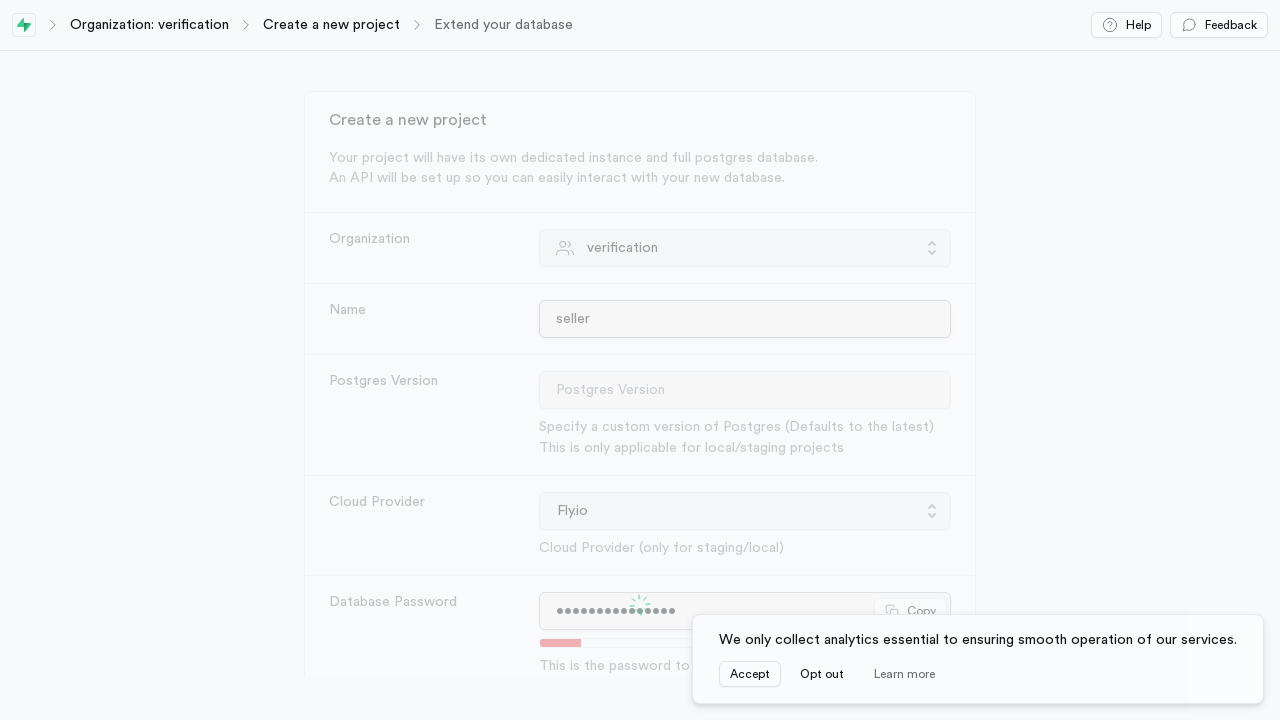 Organization: verification
Create a new project
Extend your database
Help
Feedback
Create a new project
Your project will have its own dedicated instance and full postgres database.
An API will be set up so you can easily interact with your new database.
Organization
verification
Name
seller
Postgres Version
Postgres Version
Specify a custom version of Postgres (Defaults to the latest)
This is only applicable for local/staging projects
Cloud Provider
Fly.io
Cloud Provider (only for staging/local)
Database Password
Copy
This is the password to
We only collect analytics essential to ensuring smooth operation of our services.
Accept
Opt out
Learn more